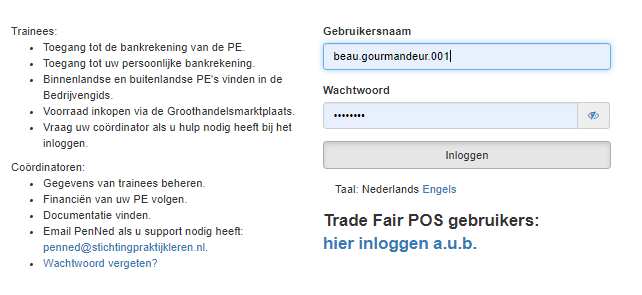 Trainees:
• Toegang tot de bankrekening van de PE.
• Toegang tot uw persoonlijke bankrekening.
• Binnenlandse en buitenlandse PE's vinden in de
Bedrijvengids.
• Voorraad inkopen via de Groothandelsmarktplaats.
• Vraag uw coördinator als u hulp nodig heeft bij het
inloggen.
Coördinatoren:
• Gegevens van trainees beheren.
• Financiën van uw PE volgen.
• Documentatie vinden.
• Email PenNed als u support nodig heeft:
penned@stichtingpraktijkleren.nl.
• Wachtwoord vergeten?
Gebruikersnaam
beau.gourmandeur.001
Wachtwoord
••••••••
Inloggen
Taal: Nederlands Engels
Trade Fair POS gebruikers:
hier inloggen a.u.b.